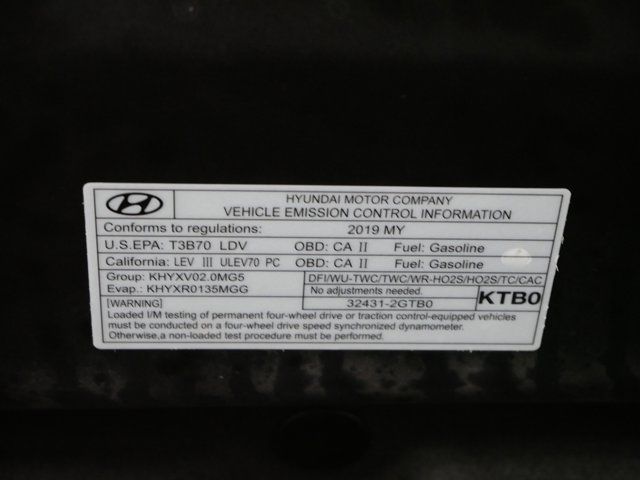 HYUNDAI MOTOR COMPANY
VEHICLE EMISSION CONTROL INFORMATION
Conforms to regulations: 2019 MY
U.S.EPA: T3B70 LDV OBD: CA II Fuel: Gasoline
California: LEV III ULEV70 PC OBD: CA II Fuel: Gasoline
Group: KHYXV02.0MG5 DFI/WU-TWC/TWC/WR-HO2S/HO2S/TC/CAC
Evap.: KHYXR0135MGG No adjustments needed. KTB0
[WARNING] 32431-2GTB0
Loaded I/M testing of permanent four-wheel drive or traction control-equipped vehicles
must be conducted on a four-wheel drive speed synchronized dynamometer.
Otherwise,a non-loaded test procedure must be performed.